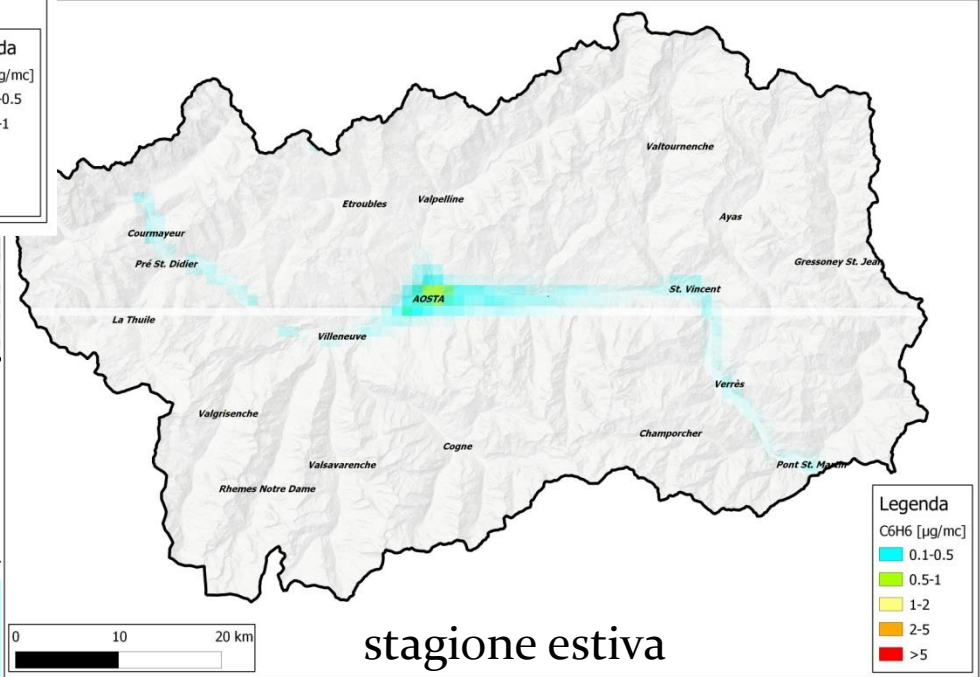 da
g/mc]
-0.5
-1
Valtournenche
Etroubles
Valpelline
Ayas
Courmayeur
Pré St. Didier
Gressoney St. Jean
AOSTA
St. Vincent
La Thuile
Villeneuve
Verrès
Valgrisenche
Champorcher
Cogne
Valsavarenche
Pont St. Martin
Rhemes Notre Dame
Legenda
C6H6 [µg/mc]
0.1-0.5
0.5-1
1-2
2-5
>5
0 10 20 km
stagione estiva